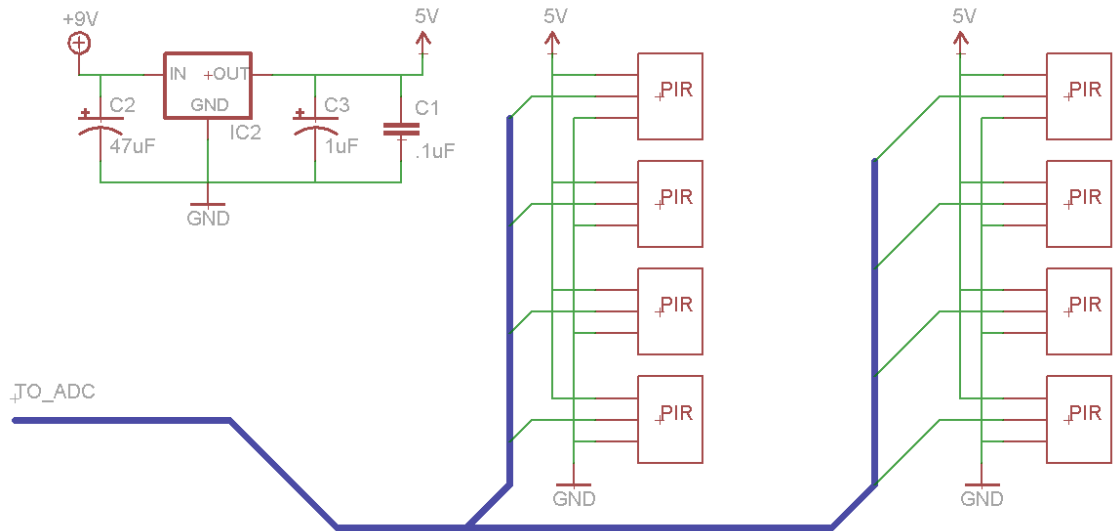 +9V
5V
5V
5V
IN
OUT
GND
IC2
C2
47uF
C3
1uF
C1
.1uF
GND
PIR
PIR
PIR
PIR
PIR
PIR
PIR
PIR
TO_ADC
GND
GND